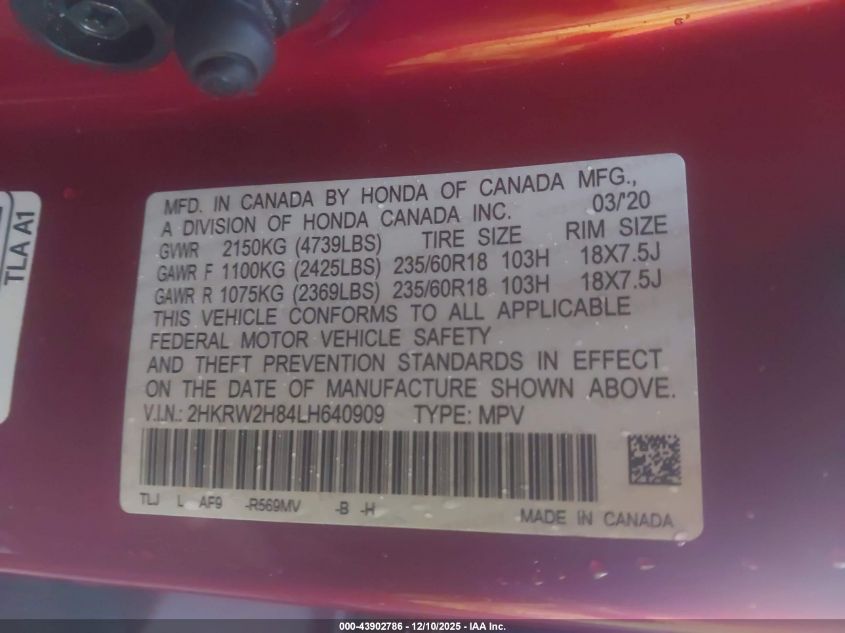 TLA A1
MFD. IN CANADA BY HONDA OF CANADA MFG.,
A DIVISION OF HONDA CANADA INC. 03/'20
GVWR 2150KG (4739LBS) TIRE SIZE RIM SIZE
GAWR F 1100KG (2425LBS) 235/60R18 103H 18X7.5J
GAWR R 1075KG (2369LBS) 235/60R18 103H 18X7.5J
THIS VEHICLE CONFORMS TO ALL APPLICABLE
FEDERAL MOTOR VEHICLE SAFETY
AND THEFT PREVENTION STANDARDS IN EFFECT
ON THE DATE OF MANUFACTURE SHOWN ABOVE.
V.I.N.: 2HKRW2H84LH640909 TYPE: MPV
TLJ L AF9 -R569MV -B -H
MADE IN CANADA
000-43902786 - 12/10/2025 - IAA Inc.